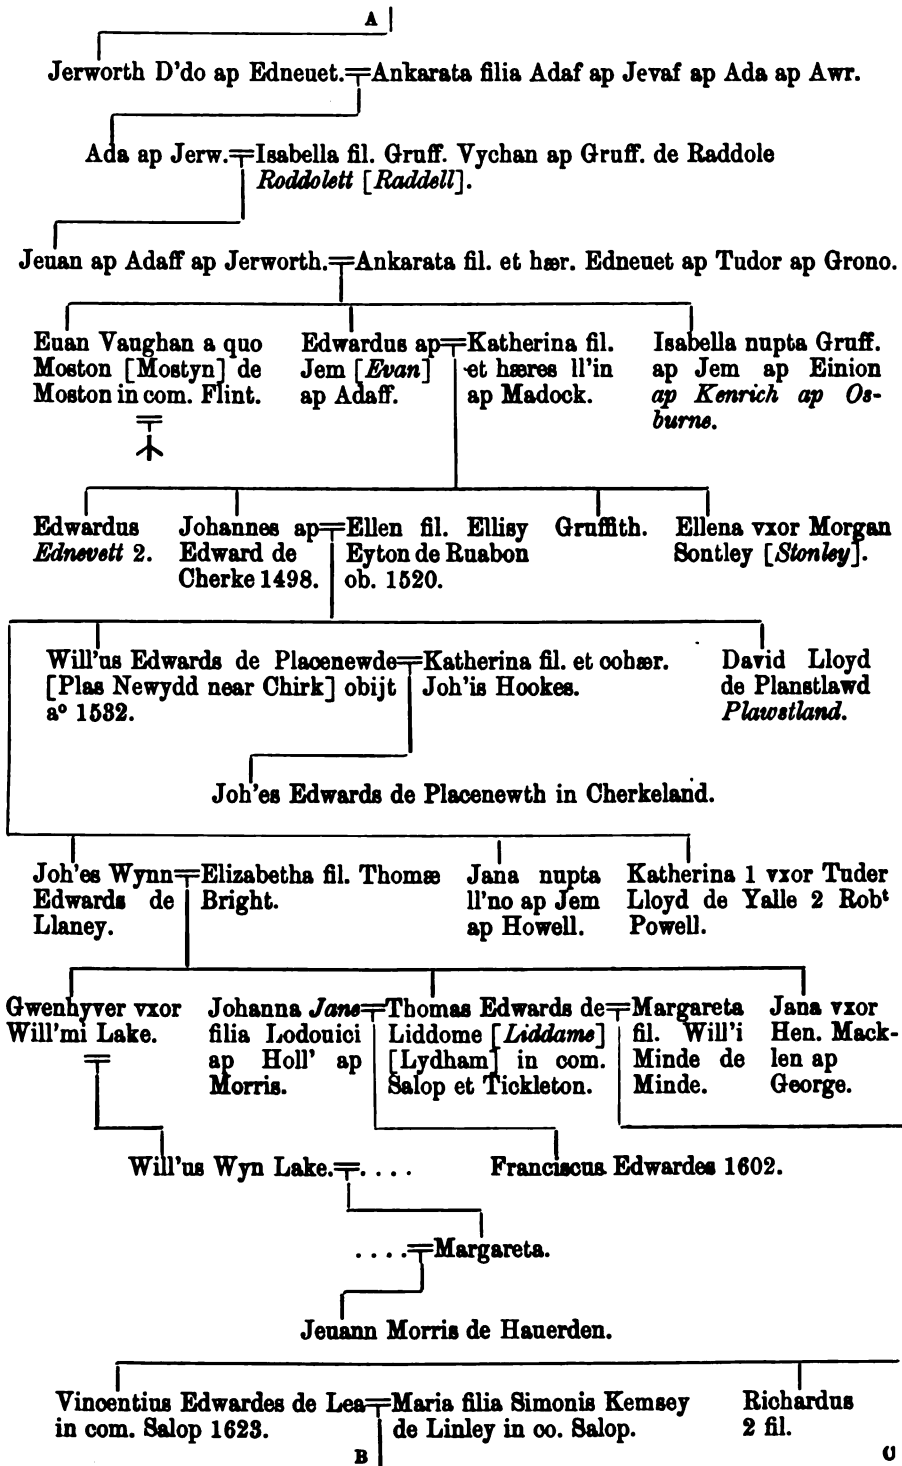 A
Jerworth D'do ap Edneuet.=Ankarata filia Adaf ap Jevaf ap Ada ap Awr.
Ada ap Jerw.=Isabella fil. Gruff. Vychan ap Gruff. de Raddole
Roddolett [Raddell].
Jeuan ap Adaff ap Jerworth.=Ankarata fil. et hær. Edneuet ap Tudor ap Grono.
Euan Vaughan a quo
Moston [Mostyn] de
Moston in com. Flint.
Edwardus ap=
Jem [Evan]
ap Adaff.
Katherina fil.
et hæres ll'in
ap Madock.
Isabella nupta Gruff.
ap Jem ap Einion
ap Kenrich ap Os-
burne.
Edwardus
Ednevett 2.
Johannes ap=
Edward de
Cherke 1498.
Ellen fil. Ellisy
Eyton de Ruabon
ob. 1520.
Gruffith.
Ellena vxor Morgan
Sontley [Stonley].
Will'us Edwards de Placenewde=
[Plas Newydd near Chirk] obijt
aº 1532.
Katherina fil. et cohær.
Joh'is Hookes.
David Lloyd
de Planstlawd
Plawstland.
Joh'es Edwards de Placenewth in Cherkeland.
Joh'es Wynn=
Edwards de
Llaney.
Elizabetha fil. Thomæ
Bright.
Jana nupta
ll'no ap Jem
ap Howell.
Katherina 1 vxor Tuder
Lloyd de Yalle 2 Robt
Powell.
Gwenhyver vxor
Will'mi Lake.
Johanna Jane=
filia Lodouici
ap Holl' ap
Morris.
Thomas Edwards de=
Liddome [Liddame]
[Lydham] in com.
Salop et Tickleton.
Margareta
fil. Will'i
Minde de
Minde.
Jana vxor
Hen. Mack-
len ap
George.
Will'us Wyn Lake.=. . . .
Franciscus Edwardes 1602.
. . . .=Margareta.
Jeuann Morris de Hauerden.
Vincentius Edwardes de Lea=
in com. Salop 1623.
Maria filia Simonis Kemsey
de Linley in co. Salop.
Richardus
2 fil.
B
C